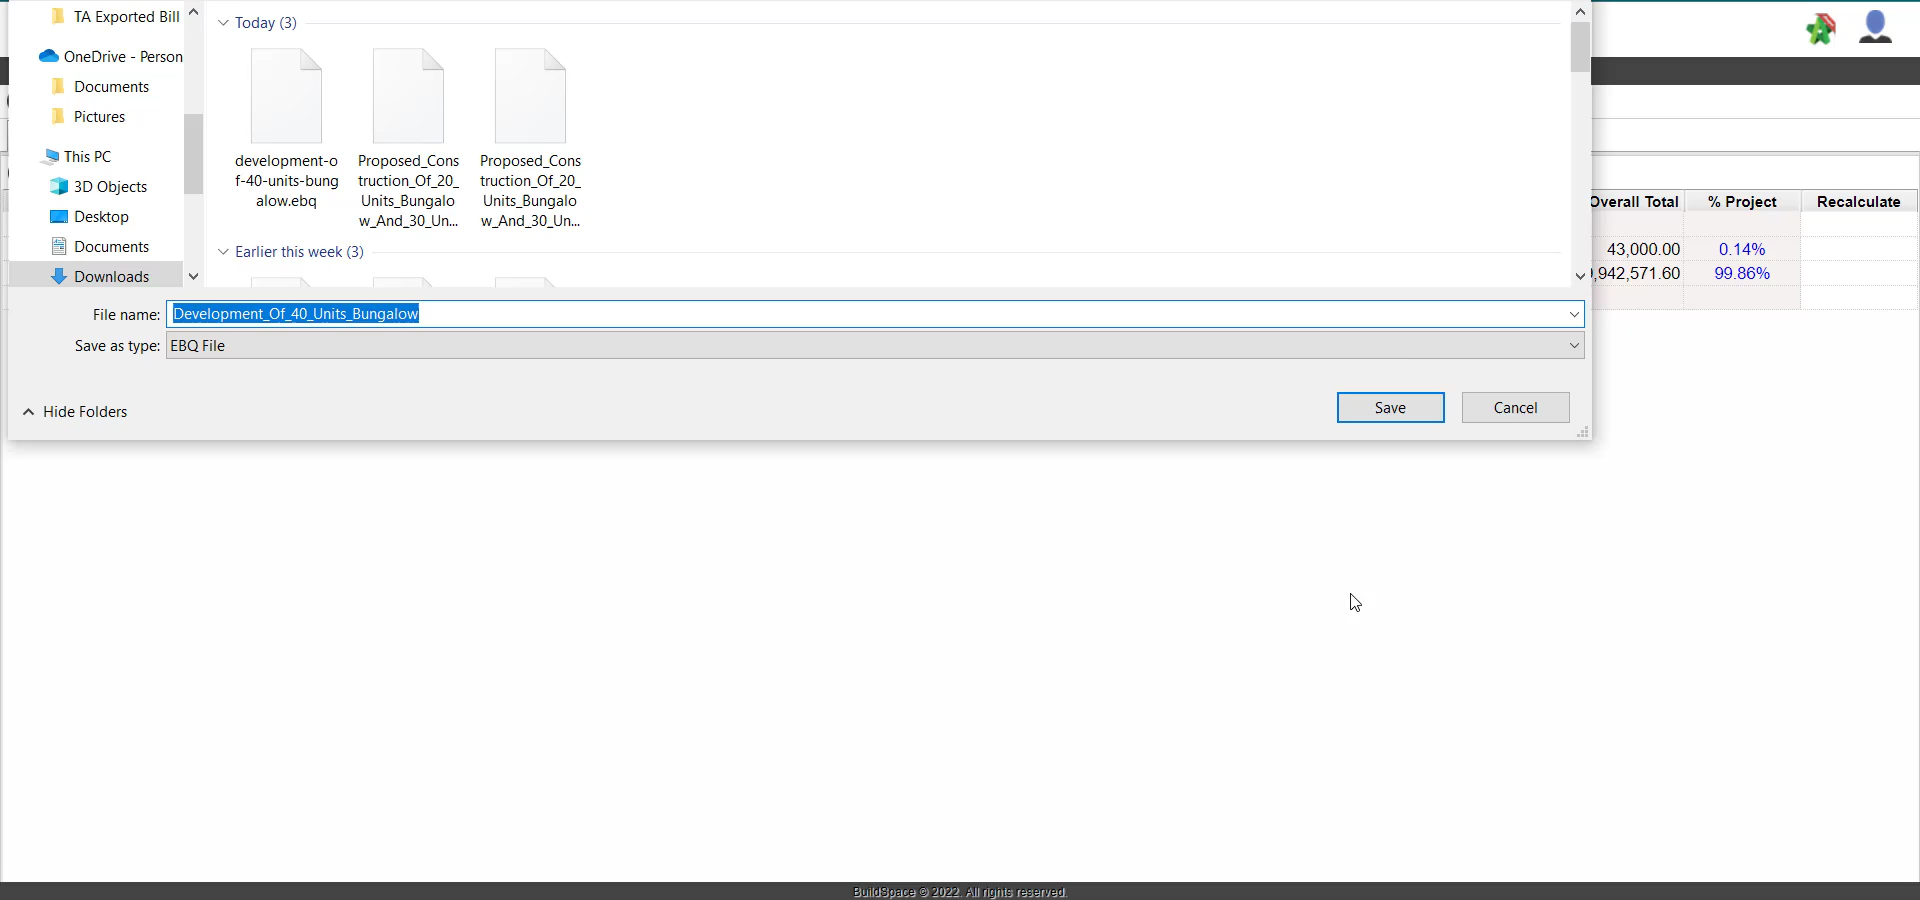 TA Exported Bill
OneDrive - Person
Documents
Pictures
This PC
3D Objects
Desktop
Documents
Downloads
Today (3)
development-o
f-40-units-bung
alow.ebq
Proposed_Cons
truction_Of_20_
Units_Bungalo
w_And_30_Un...
Proposed_Cons
truction_Of_20_
Units_Bungalo
w_And_30_Un...
Earlier this week (3)
File name: Development_Of_40_Units_Bungalow
Save as type: EBQ File
Hide Folders
Save
Cancel
Overall Total % Project Recalculate
43,000.00 0.14%
,942,571.60 99.86%
BuildSpace © 2022. All rights reserved.